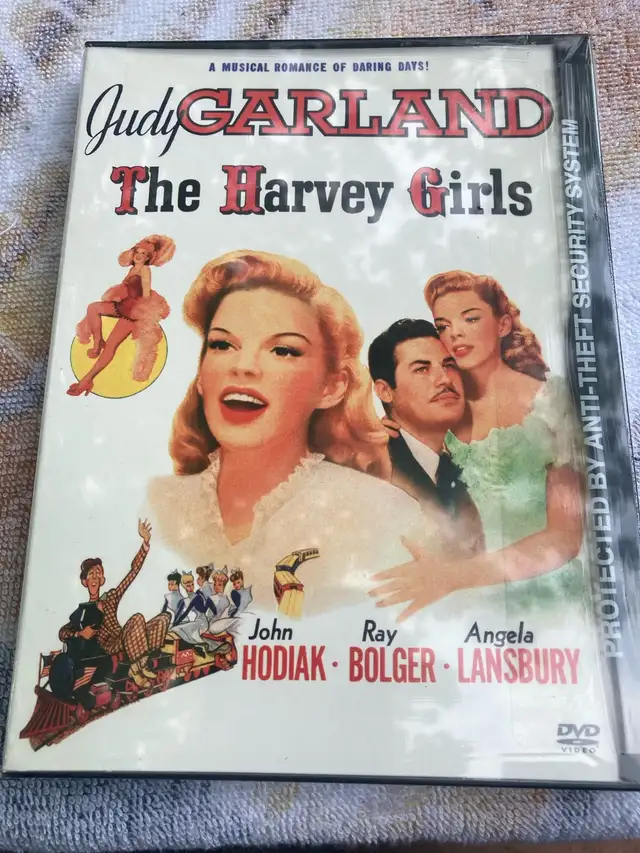 A MUSICAL ROMANCE OF DARING DAYS!
Judy GARLAND
The Harvey Girls
John HODIAK · Ray BOLGER · Angela LANSBURY
DVD
VIDEO
PROTECTED BY ANTI-THEFT SECURITY SYSTEM